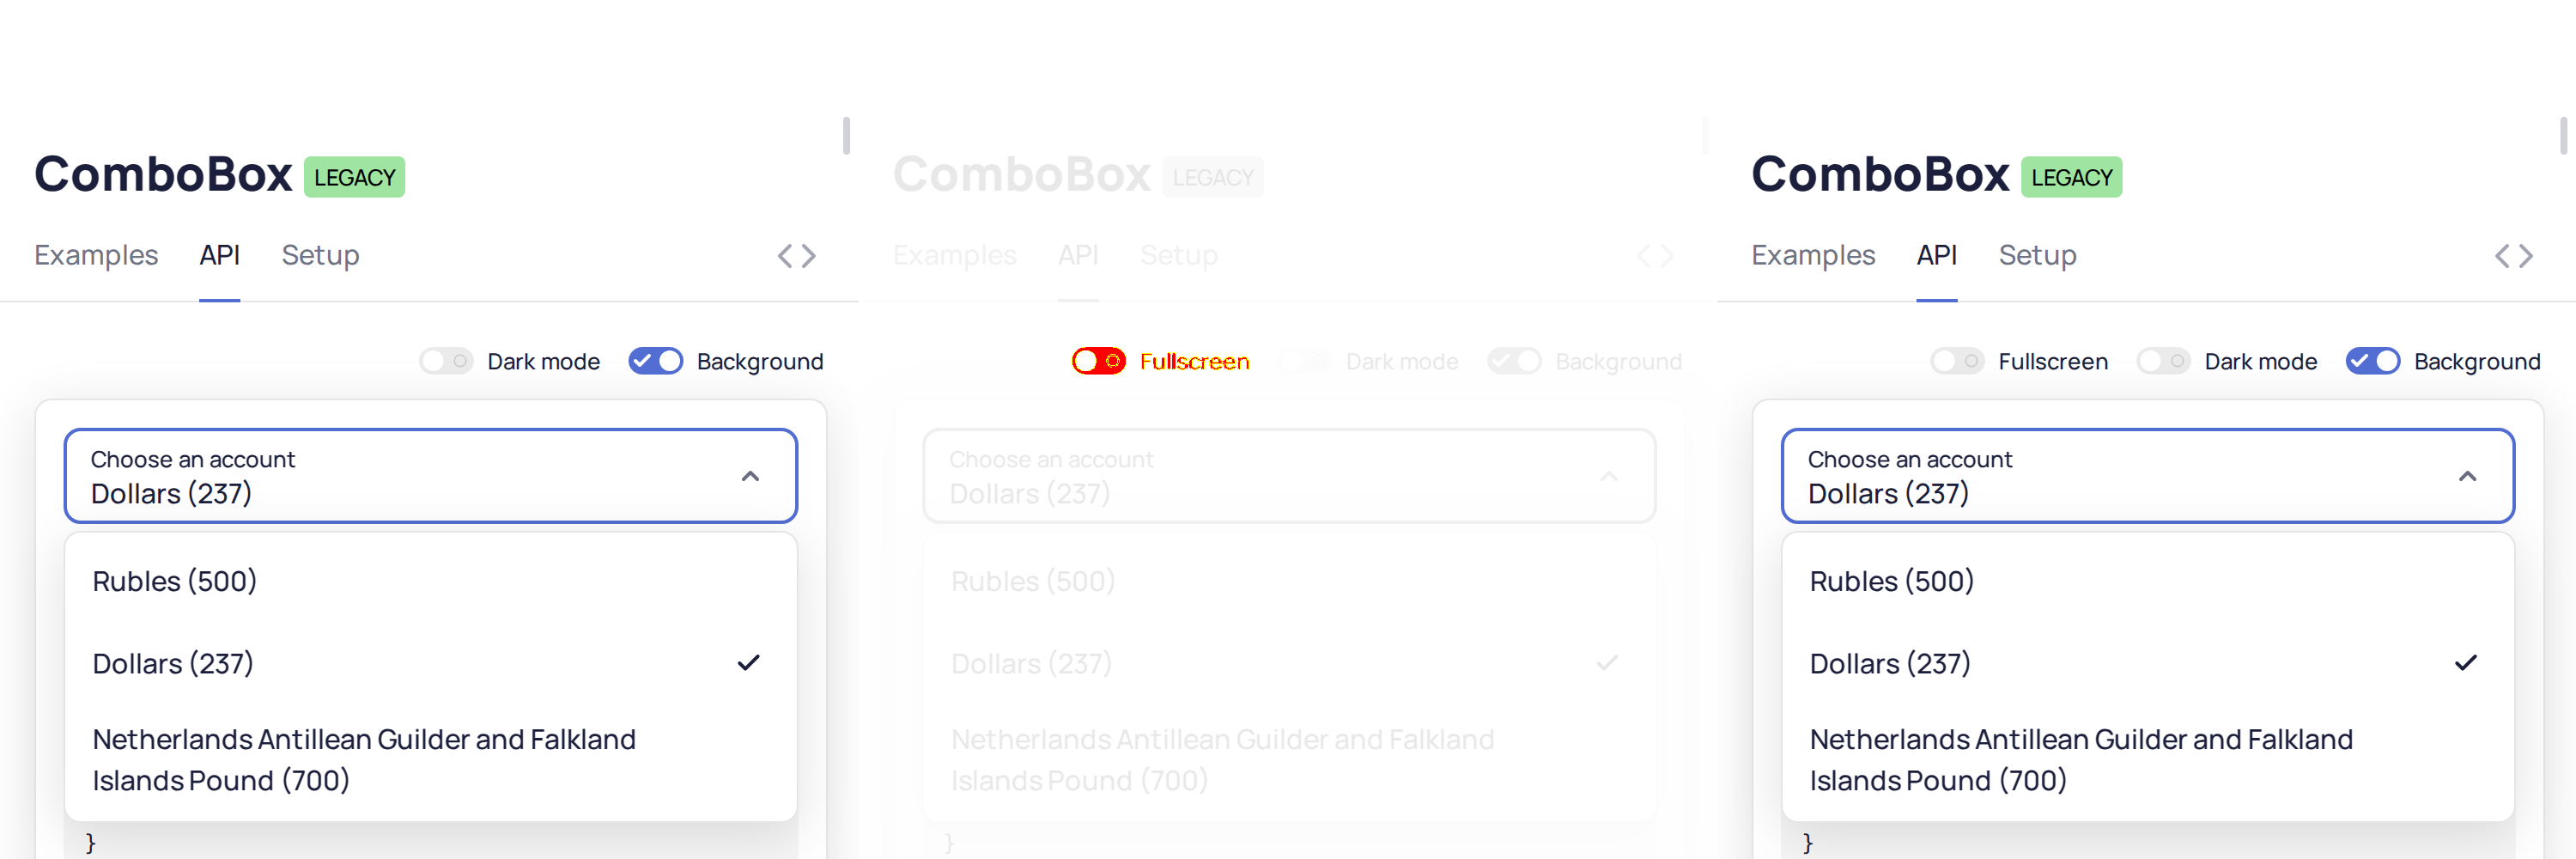 ComboBox LEGACY
Examples API Setup
Dark mode Background
Choose an account
Dollars (237)
Rubles (500)
Dollars (237)
Netherlands Antillean Guilder and Falkland
Islands Pound (700)
}
ComboBox LEGACY
Examples API Setup
Fullscreen Dark mode Background
Choose an account
Dollars (237)
Rubles (500)
Dollars (237)
Netherlands Antillean Guilder and Falkland
Islands Pound (700)
}
ComboBox LEGACY
Examples API Setup
Fullscreen Dark mode Background
Choose an account
Dollars (237)
Rubles (500)
Dollars (237)
Netherlands Antillean Guilder and Falkland
Islands Pound (700)
}